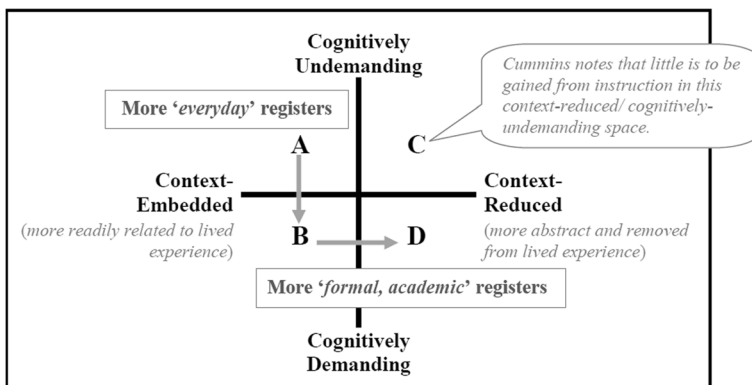 Cognitively
Undemanding
Cummins notes that little is to be
gained from instruction in this
context-reduced/ cognitively-
undemanding space.
More ‘everyday’ registers
A
C
Context-
Embedded
(more readily related to lived
experience)
Context-
Reduced
(more abstract and removed
from lived experience)
B
D
More ‘formal, academic’ registers
Cognitively
Demanding